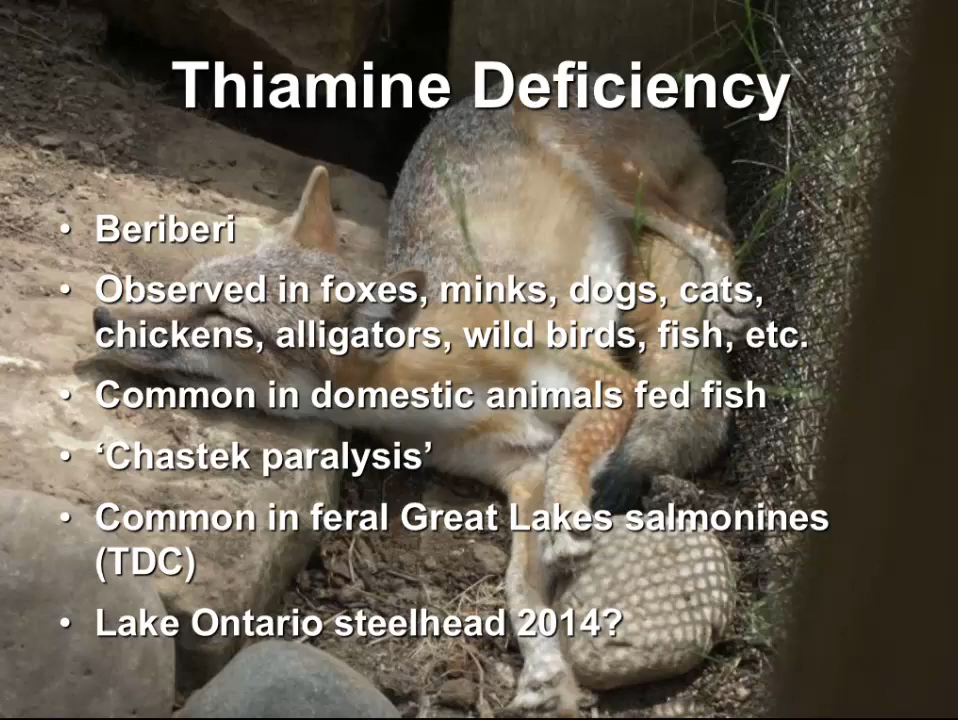 Thiamine Deficiency
• Beriberi
• Observed in foxes, minks, dogs, cats,
chickens, alligators, wild birds, fish, etc.
• Common in domestic animals fed fish
• ‘Chastek paralysis’
• Common in feral Great Lakes salmonines
(TDC)
• Lake Ontario steelhead 2014?